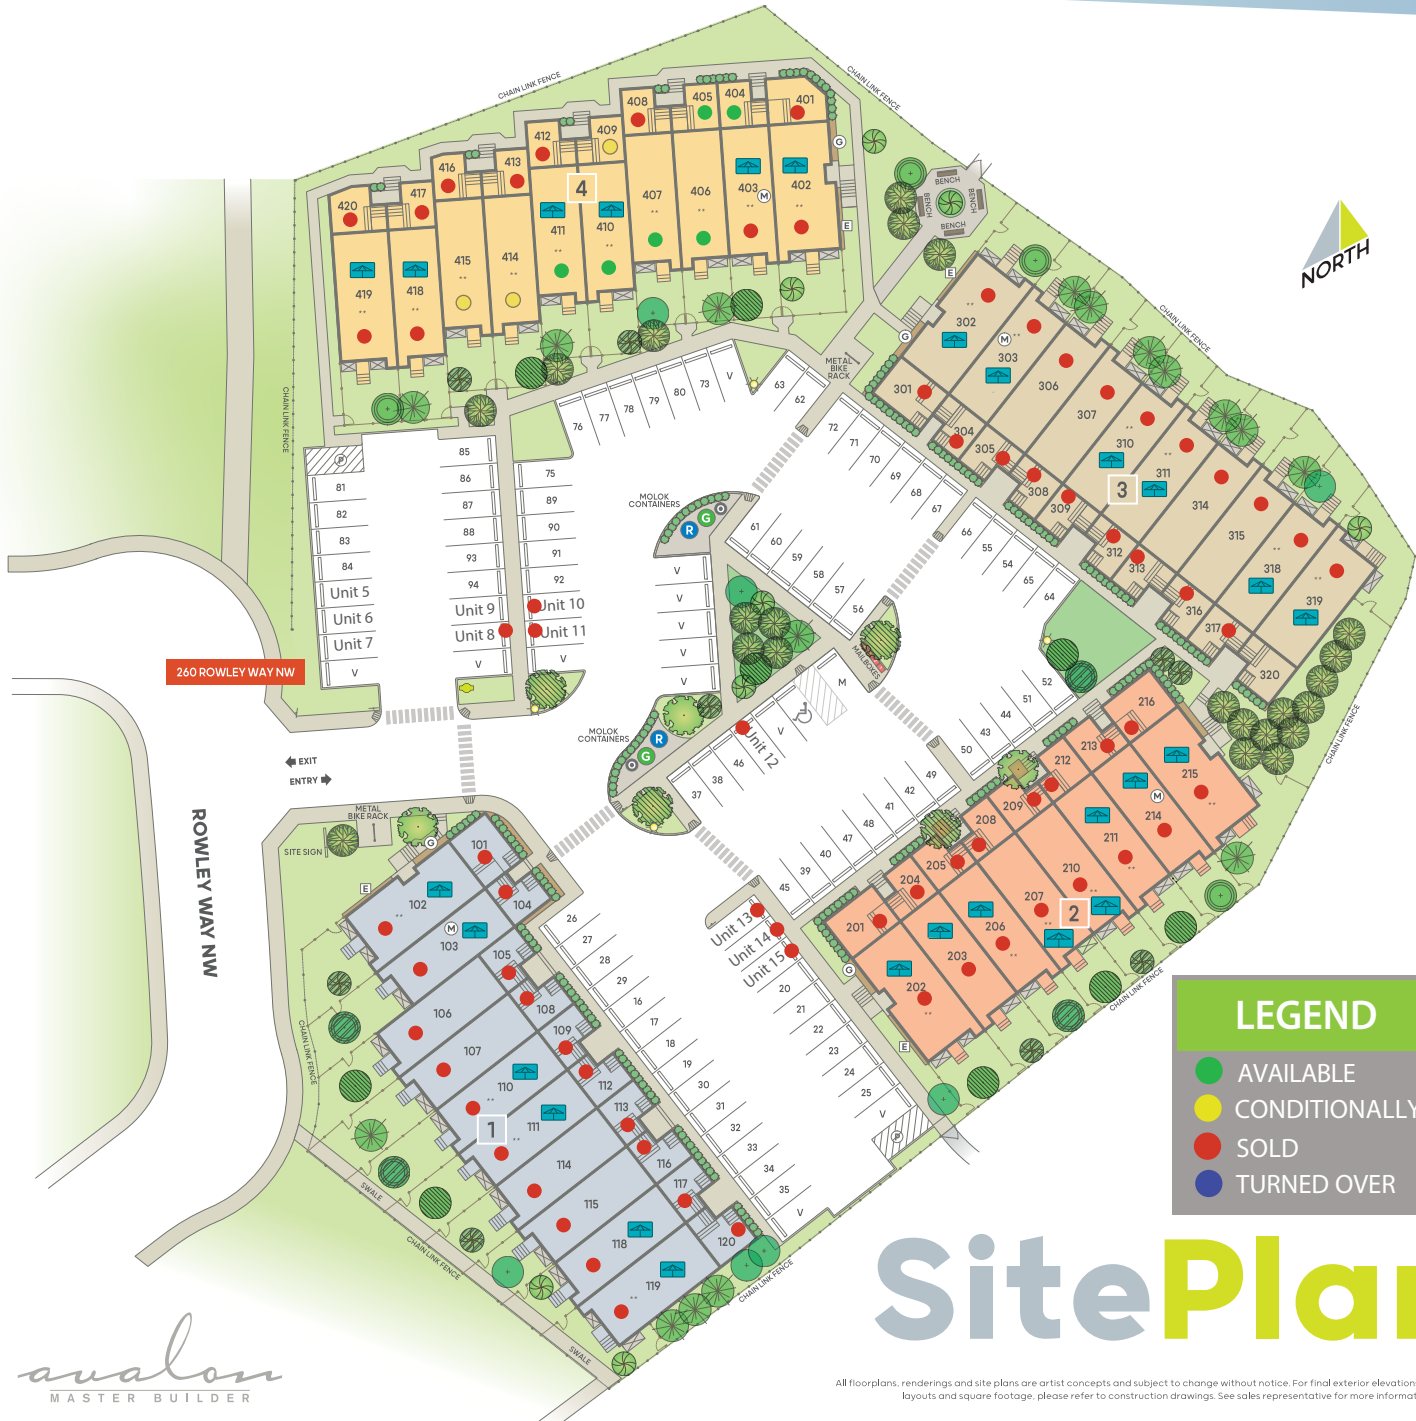 CHAIN LINK FENCE
CHAIN LINK FENCE
408
405
404
401
412
409
G
416
413
4
407
406
403
M
402
420
417
411
410
E
415
414
419
418
BENCH
BENCH
BENCH
BENCH
E
NORTH
302
G
M
303
CHAIN LINK FENCE
METAL
BIKE RACK
301
306
307
304
305
310
311
308
309
3
314
312
313
315
318
316
317
319
320
CHAIN LINK FENCE
CHAIN LINK FENCE
76
77
78
79
80
73
V
63
62
72
71
70
69
68
67
66
55
54
65
64
P
81
82
83
84
Unit 5
Unit 6
Unit 7
V
85
86
87
88
93
94
Unit 9
Unit 8
V
75
89
90
91
92
Unit 10
Unit 11
V
MOLOK
CONTAINERS
R
G
O
V
V
V
V
V
61
60
59
58
57
56
MAILBOXES
M
V
Unit 12
46
38
37
MOLOK
CONTAINERS
R
G
O
260 ROWLEY WAY NW
EXIT
ENTRY
ROWLEY WAY NW
52
51
44
43
50
49
42
41
48
47
40
39
45
216
213
212
215
M
214
209
208
211
210
205
204
207
2
206
201
203
202
G
E
CHAIN LINK FENCE
METAL
BIKE RACK
SITE SIGN
G
E
101
102
104
M
103
105
106
108
107
109
110
112
111
113
1
114
116
115
117
118
120
119
26
27
28
29
16
17
18
19
30
31
32
33
34
35
V
Unit 13
Unit 14
Unit 15
20
21
22
23
24
25
V
P
CHAIN LINK FENCE
SWALE
CHAIN LINK FENCE
SWALE
CHAIN LINK FENCE
LEGEND
AVAILABLE
CONDITIONALLY
SOLD
TURNED OVER
SitePlan
avalon
MASTER BUILDER
All floorplans, renderings and site plans are artist concepts and subject to change without notice. For final exterior elevation
layouts and square footage, please refer to construction drawings. See sales representative for more informat